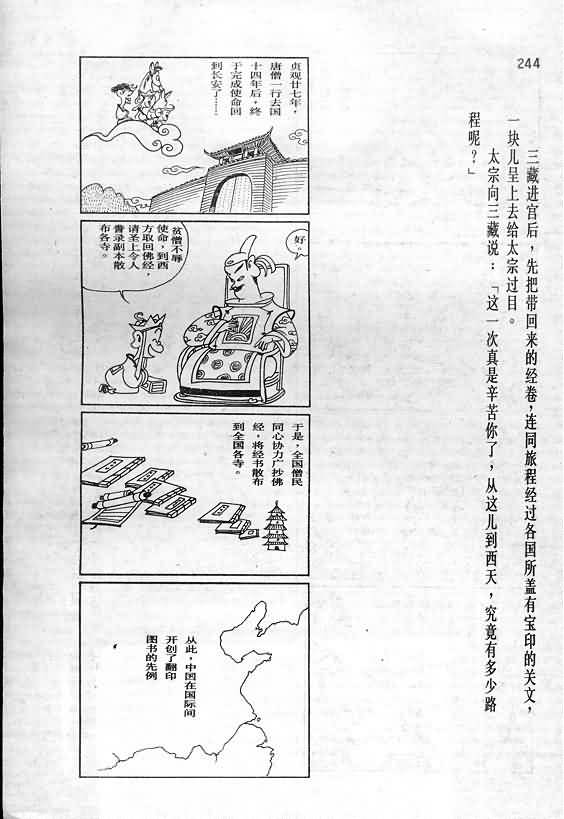 244
三藏进宫后，先把带回来的经卷，连同旅程经过各国所盖有宝印的关文，
一块儿呈上去给太宗过目。
太宗向三藏说：「这一次真是辛苦你了，从这儿到西天，究竟有多少路
程呢？」
贞观廿七年，
唐僧一行去国
十四年后，终
于完成使命回
到长安了……
好。
贫僧不辱
使命，到西
方取回佛经，
请圣上令人
誊录副本散
布各寺。
于是，全国僧民
同心协力广抄佛
经，将经书散布
到全国各寺。
从此，中国在国际间
开创了翻印
图书的先例